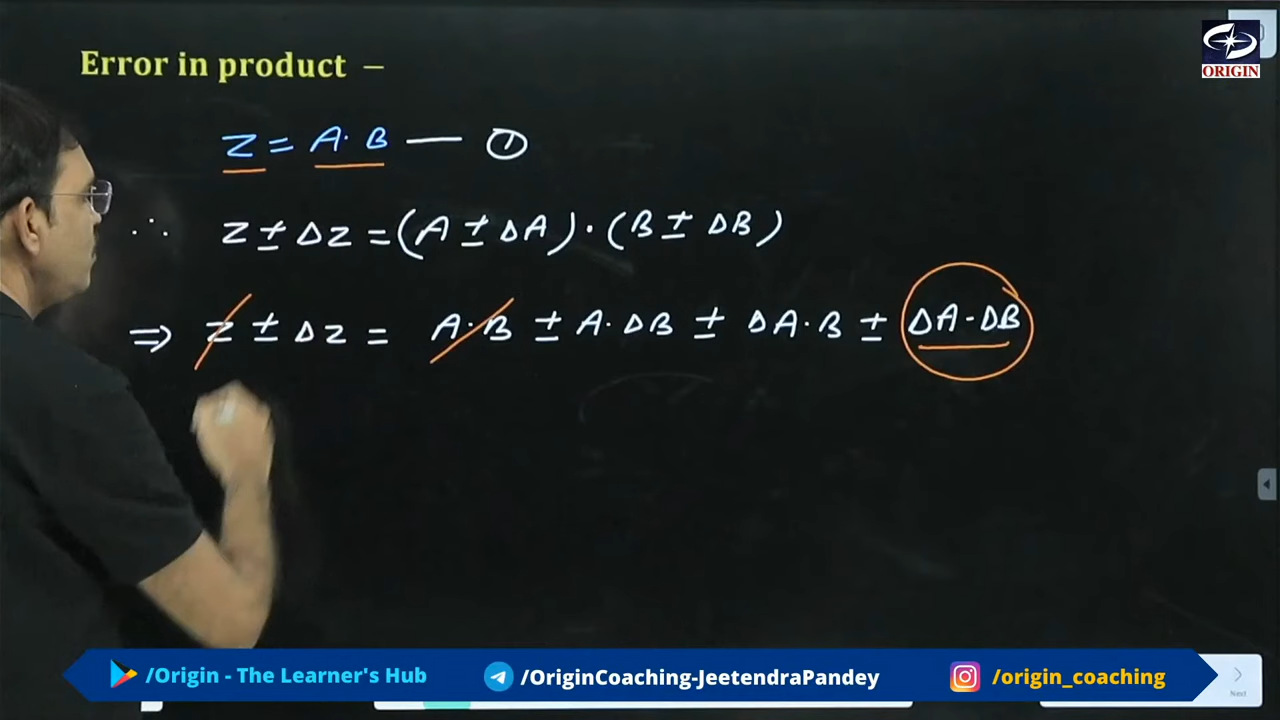 Error in product –
ORIGIN
Z = A · B — ①
∴ Z ± ΔZ = (A ± ΔA) · (B ± ΔB)
⇒ Z ± ΔZ = A · B ± A · ΔB ± ΔA · B ± ΔA - ΔB
/Origin - The Learner's Hub
/OriginCoaching-JeetendraPandey
/origin_coaching
Next